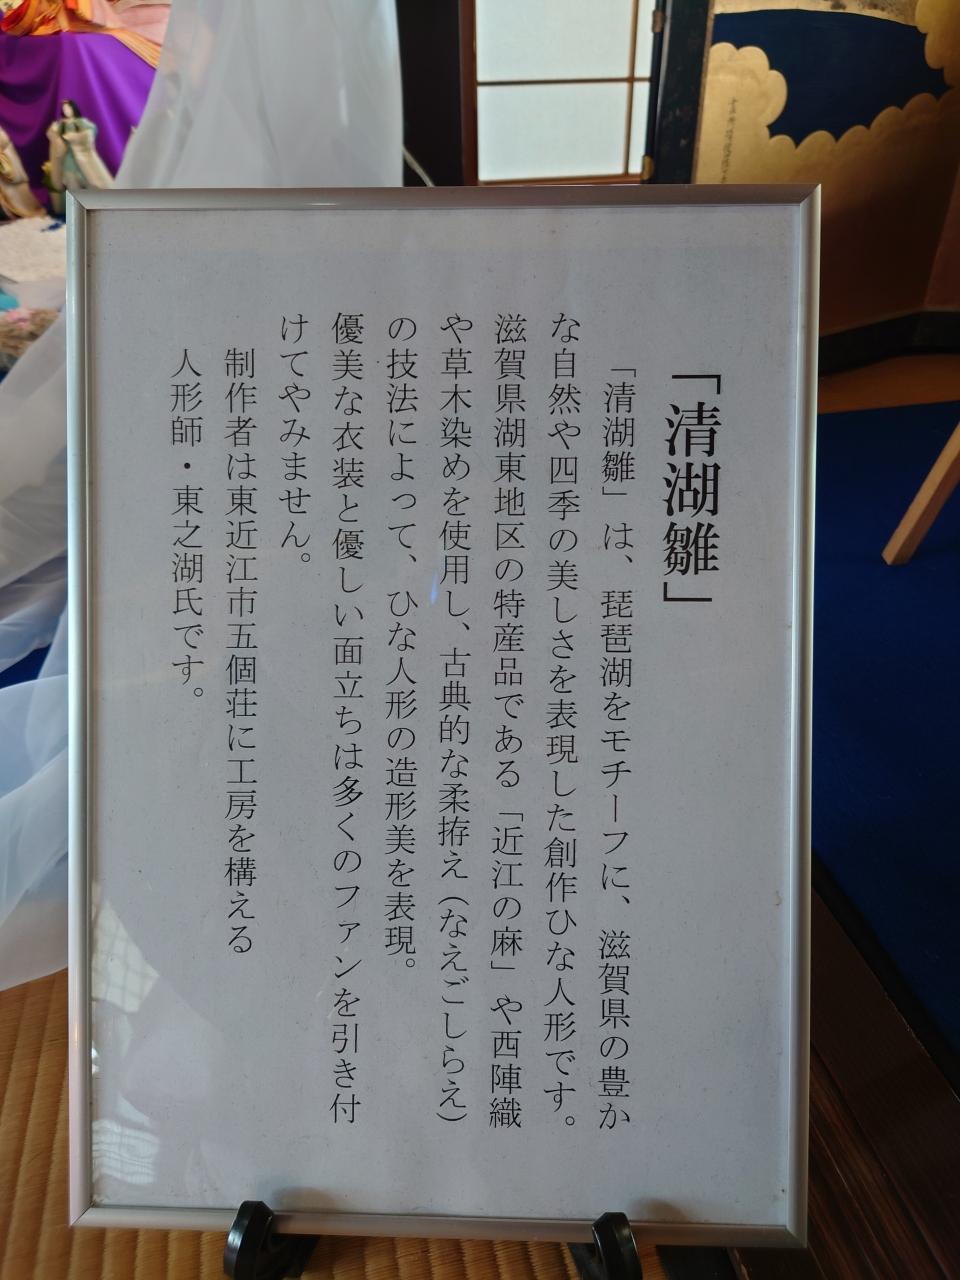 「清湖雛」
「清湖雛」は、琵琶湖をモチーフに、滋賀県の豊か
な自然や四季の美しさを表現した創作ひな人形です。
滋賀県湖東地区の特産品である「近江の麻」や西陣織
や草木染めを使用し、古典的な柔拵え（なえごしらえ）
の技法によって、ひな人形の造形美を表現。
優美な衣装と優しい面立ちは多くのファンを引き付
けてやみません。
制作者は東近江市五個荘に工房を構える
人形師・東之湖氏です。